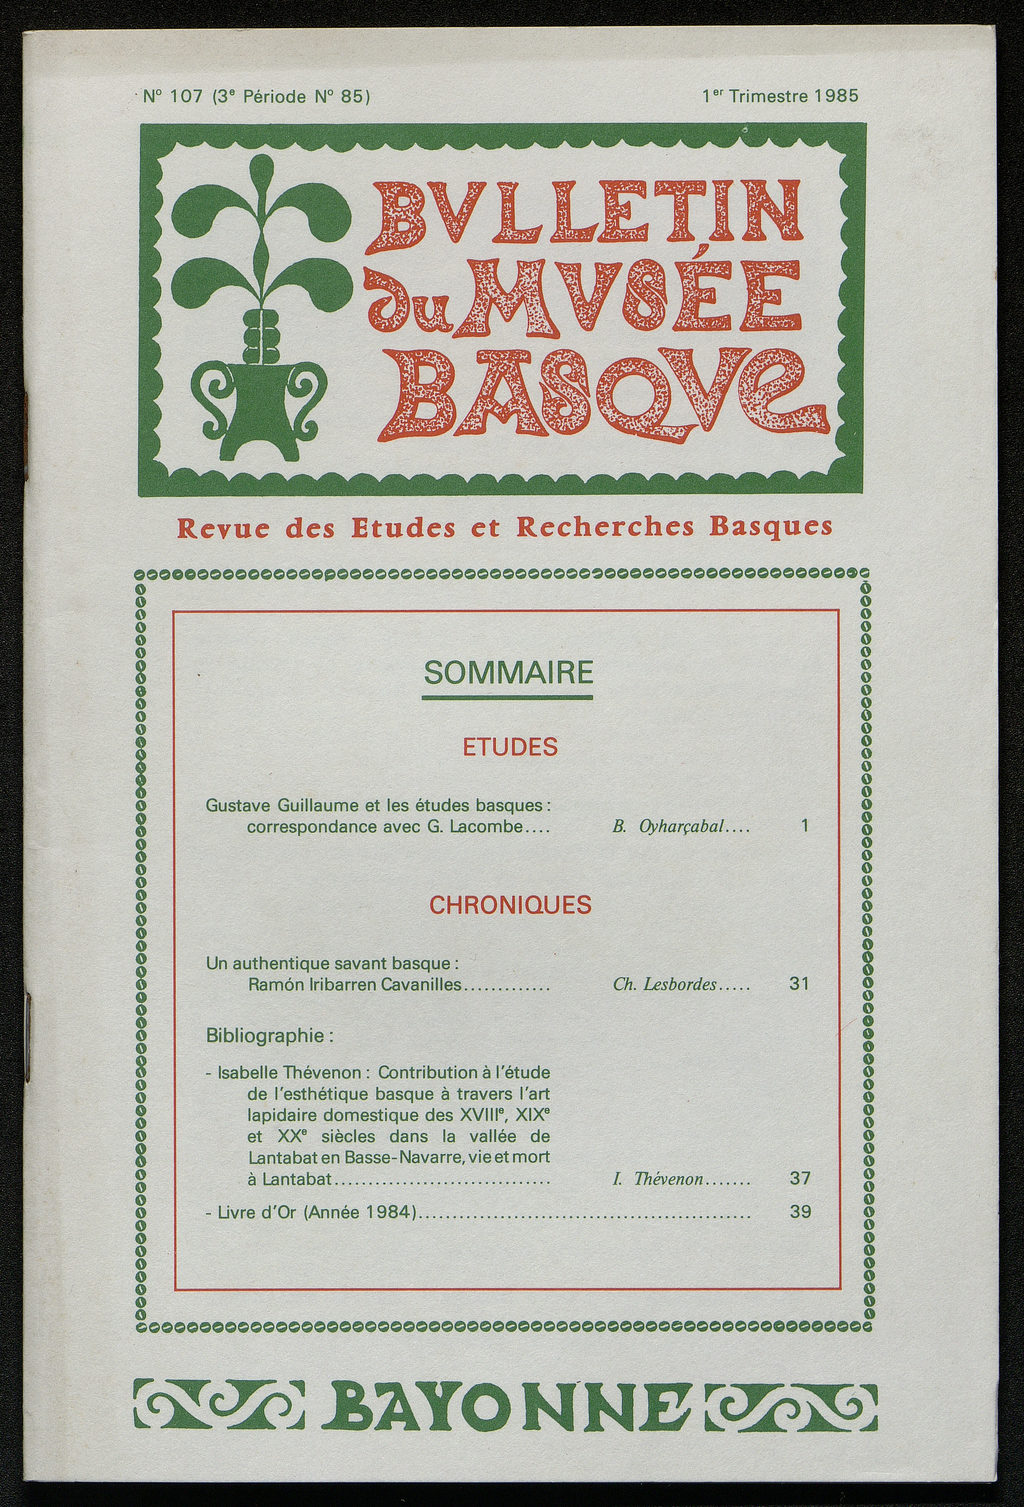 Nº 107 (3e Période Nº 85)
1er Trimestre 1985
BVLLETIN
du MVSÉE
BASQVe
Revue des Etudes et Recherches Basques
SOMMAIRE
ETUDES
Gustave Guillaume et les études basques :
correspondance avec G. Lacombe.... B. Oyharçabal.... 1
CHRONIQUES
Un authentique savant basque :
Ramón Iribarren Cavanilles............. Ch. Lesbordes..... 31
Bibliographie :
- Isabelle Thévenon : Contribution à l'étude
de l'esthétique basque à travers l'art
lapidaire domestique des XVIIIe, XIXe
et XXe siècles dans la vallée de
Lantabat en Basse-Navarre, vie et mort
à Lantabat................................ I. Thévenon....... 37
- Livre d'Or (Année 1984)................................................. 39
BAYONNE